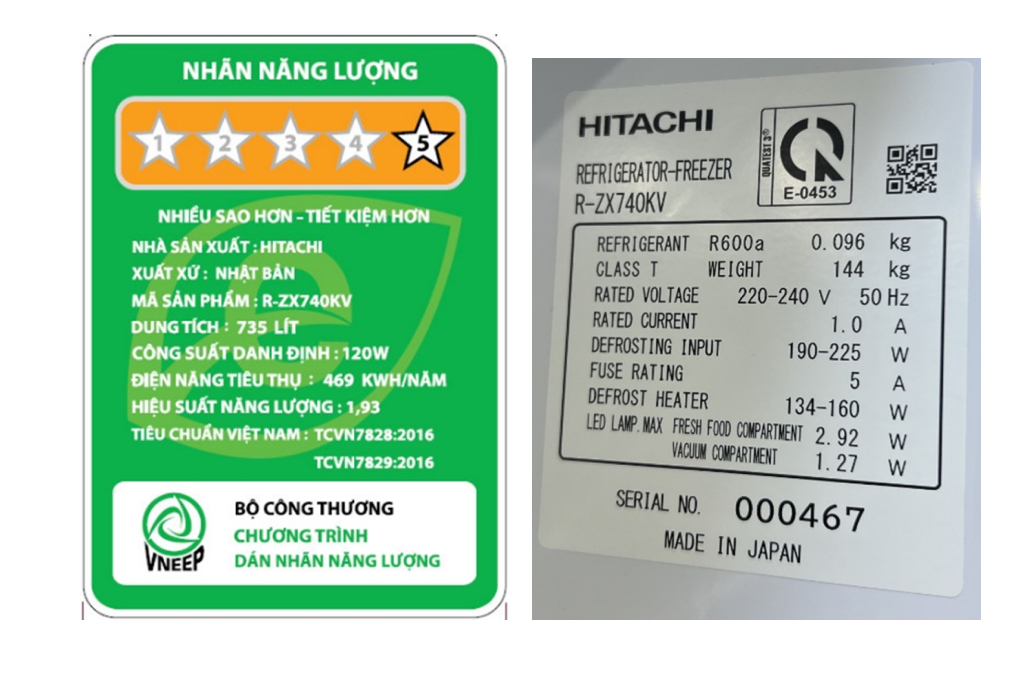 NHÃN NĂNG LƯỢNG
1 2 3 4 5
NHIỀU SAO HƠN - TIẾT KIỆM HƠN
NHÀ SẢN XUẤT : HITACHI
XUẤT XỨ : NHẬT BẢN
MÃ SẢN PHẨM : R-ZX740KV
DUNG TÍCH : 735 LÍT
CÔNG SUẤT DANH ĐỊNH : 120W
ĐIỆN NĂNG TIÊU THỤ : 469 KWH/NĂM
HIỆU SUẤT NĂNG LƯỢNG : 1,93
TIÊU CHUẨN VIỆT NAM : TCVN7828:2016
TCVN7829:2016
VNEEP
BỘ CÔNG THƯƠNG
CHƯƠNG TRÌNH
DÁN NHÃN NĂNG LƯỢNG
HITACHI
REFRIGERATOR-FREEZER
R-ZX740KV
QUATEST 3®
E-0453
REFRIGERANT R600a 0.096 kg
CLASS T WEIGHT 144 kg
RATED VOLTAGE 220-240 V 50 Hz
RATED CURRENT 1.0 A
DEFROSTING INPUT 190-225 W
FUSE RATING 5 A
DEFROST HEATER 134-160 W
LED LAMP.MAX FRESH FOOD COMPARTMENT 2.92 W
VACUUM COMPARTMENT 1.27 W
SERIAL NO. 000467
MADE IN JAPAN